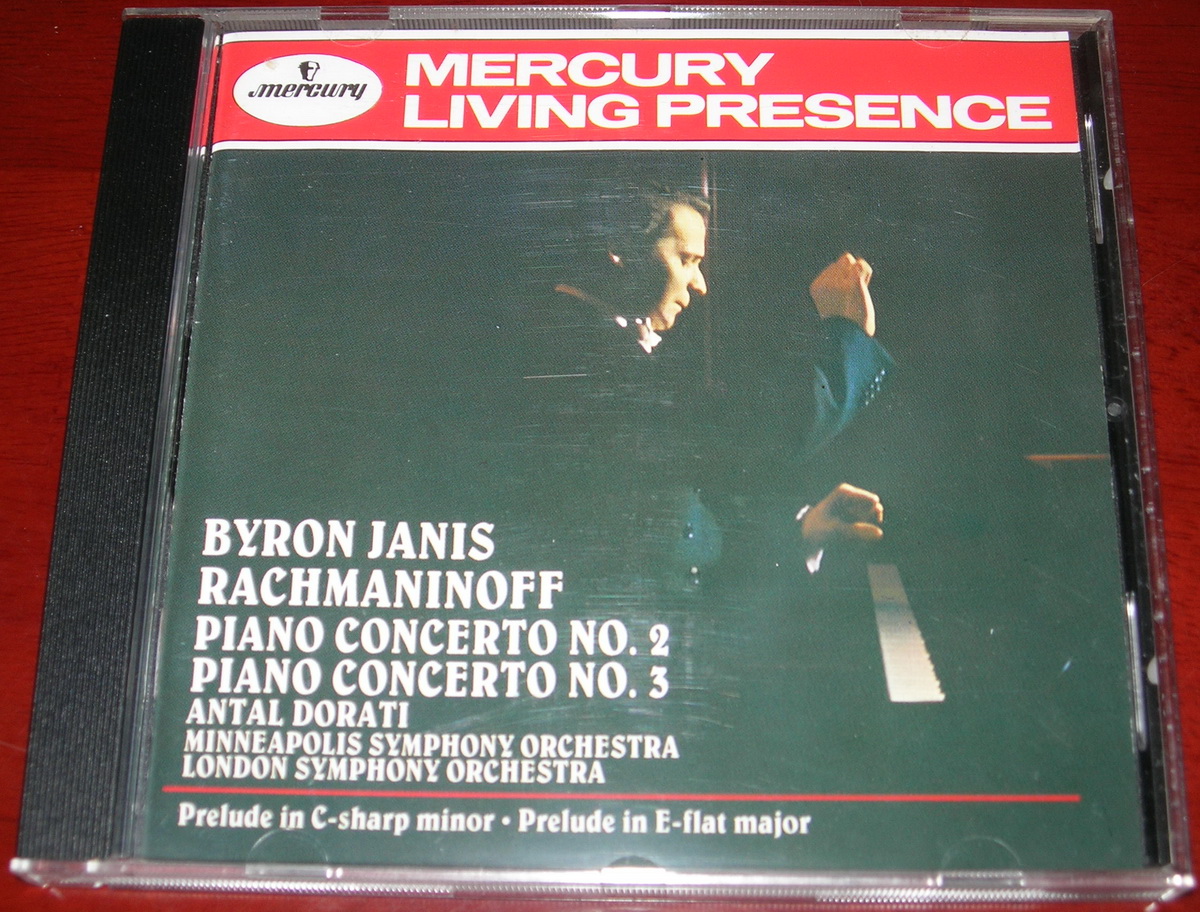 mercury
MERCURY
LIVING PRESENCE
BYRON JANIS
RACHMANINOFF
PIANO CONCERTO NO. 2
PIANO CONCERTO NO. 3
ANTAL DORATI
MINNEAPOLIS SYMPHONY ORCHESTRA
LONDON SYMPHONY ORCHESTRA
Prelude in C-sharp minor • Prelude in E-flat major